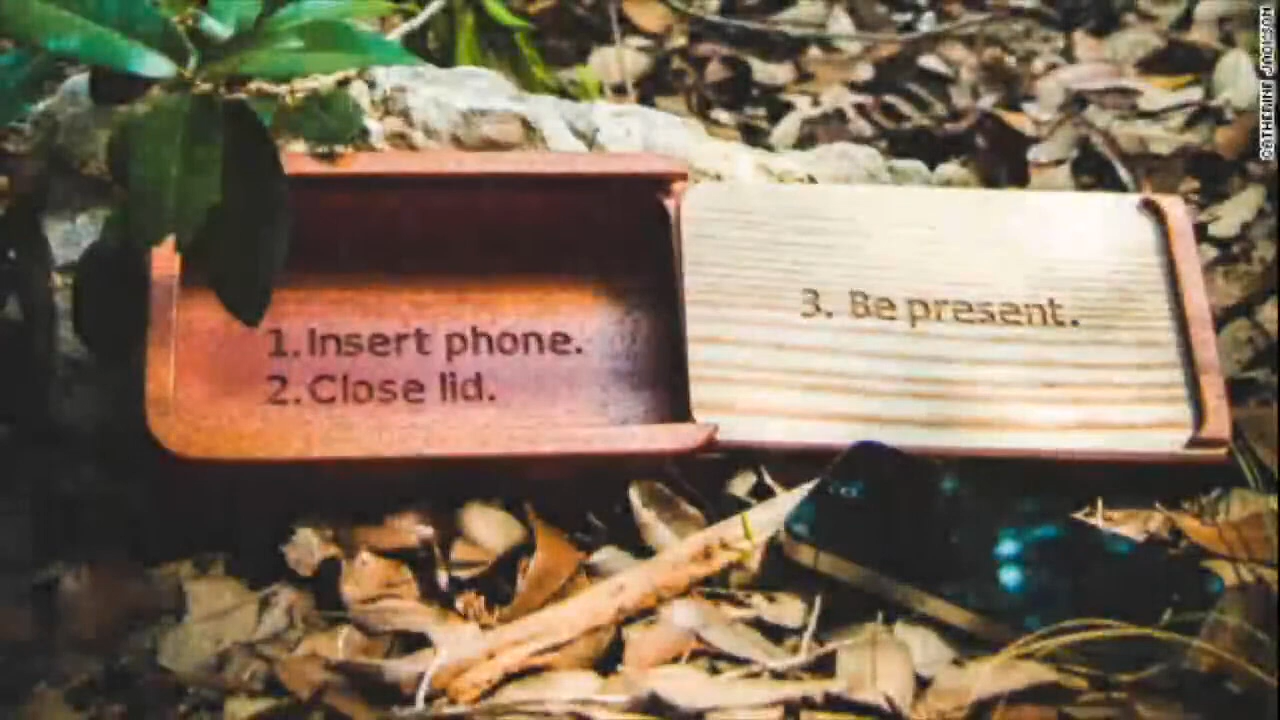 1. Insert phone.
2. Close lid.
3. Be present.
CATHERINE JACKSON